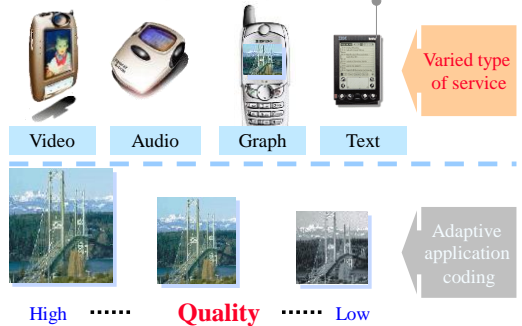 Varied type
of service
Video
Audio
Graph
Text
Adaptive
application
coding
High ...... Quality ...... Low